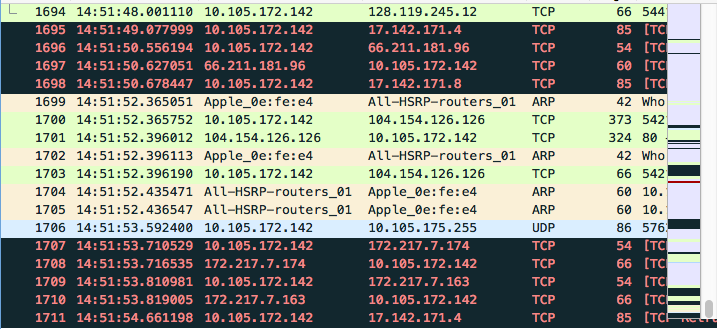 1694 14:51:48.001110 10.105.172.142 128.119.245.12 TCP 66 544
1695 14:51:49.077999 10.105.172.142 17.142.171.4 TCP 85 [TC
1696 14:51:50.556194 10.105.172.142 66.211.181.96 TCP 54 [TC
1697 14:51:50.627051 66.211.181.96 10.105.172.142 TCP 60 [TC
1698 14:51:50.678447 10.105.172.142 17.142.171.8 TCP 85 [TC
1699 14:51:52.365051 Apple_0e:fe:e4 All-HSRP-routers_01 ARP 42 Who
1700 14:51:52.365752 10.105.172.142 104.154.126.126 TCP 373 542
1701 14:51:52.396012 104.154.126.126 10.105.172.142 TCP 324 80
1702 14:51:52.396113 Apple_0e:fe:e4 All-HSRP-routers_01 ARP 42 Who
1703 14:51:52.396190 10.105.172.142 104.154.126.126 TCP 66 542
1704 14:51:52.435471 All-HSRP-routers_01 Apple_0e:fe:e4 ARP 60 10.
1705 14:51:52.436547 All-HSRP-routers_01 Apple_0e:fe:e4 ARP 60 10.
1706 14:51:53.592400 10.105.172.142 10.105.175.255 UDP 86 576
1707 14:51:53.710529 10.105.172.142 172.217.7.174 TCP 54 [TC
1708 14:51:53.716535 172.217.7.174 10.105.172.142 TCP 66 [TC
1709 14:51:53.810981 10.105.172.142 172.217.7.163 TCP 54 [TC
1710 14:51:53.819005 172.217.7.163 10.105.172.142 TCP 66 [TC
1711 14:51:54.661198 10.105.172.142 17.142.171.4 TCP 85 [TC